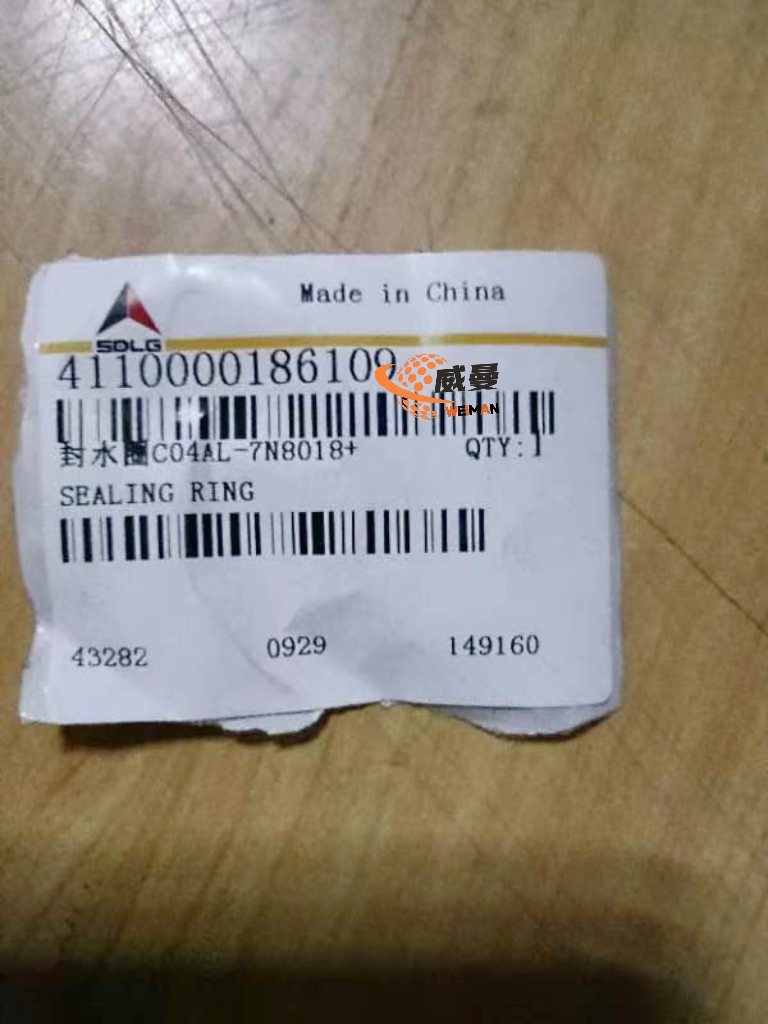 Made in China
SDLG
4110000186109
威曼
WEIMAN
封水圈C04AL-7N8018+ QTY:1
SEALING RING
43282 0929 149160